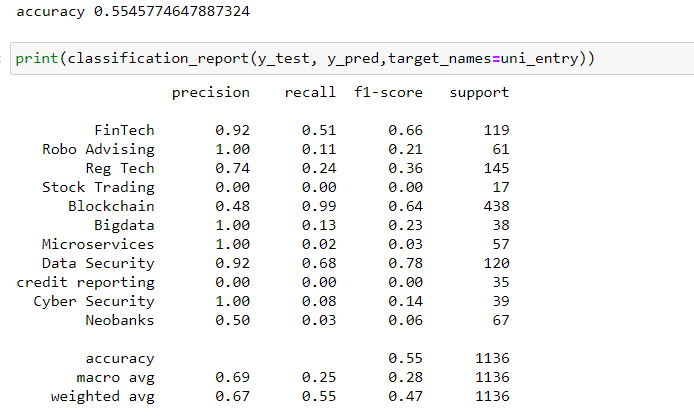 accuracy 0.5545774647887324
print(classification_report(y_test, y_pred,target_names=uni_entry))
precision recall f1-score support
FinTech 0.92 0.51 0.66 119
Robo Advising 1.00 0.11 0.21 61
Reg Tech 0.74 0.24 0.36 145
Stock Trading 0.00 0.00 0.00 17
Blockchain 0.48 0.99 0.64 438
Bigdata 1.00 0.13 0.23 38
Microservices 1.00 0.02 0.03 57
Data Security 0.92 0.68 0.78 120
credit reporting 0.00 0.00 0.00 35
Cyber Security 1.00 0.08 0.14 39
Neobanks 0.50 0.03 0.06 67
accuracy 0.55 1136
macro avg 0.69 0.25 0.28 1136
weighted avg 0.67 0.55 0.47 1136